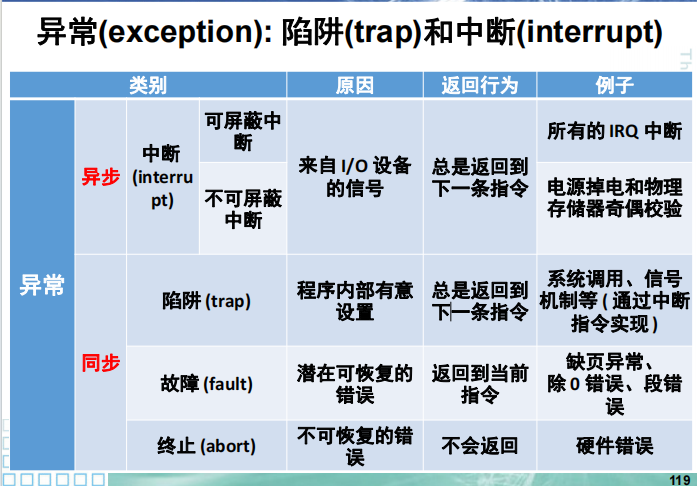 异常(exception): 陷阱(trap)和中断(interrupt)
类别
原因
返回行为
例子
异常
异步
中断
(interru
pt)
可屏蔽中
断
不可屏蔽
中断
来自 I/O 设备
的信号
总是返回到
下一条指令
所有的 IRQ 中断
电源掉电和物理
存储器奇偶校验
同步
陷阱 (trap)
程序内部有意
设置
总是返回到
下一条指令
系统调用、信号
机制等 ( 通过中断
指令实现 )
故障 (fault)
潜在可恢复的
错误
返回到当前
指令
缺页异常、
除 0 错误、段错
误
终止 (abort)
不可恢复的错
误
不会返回
硬件错误
119